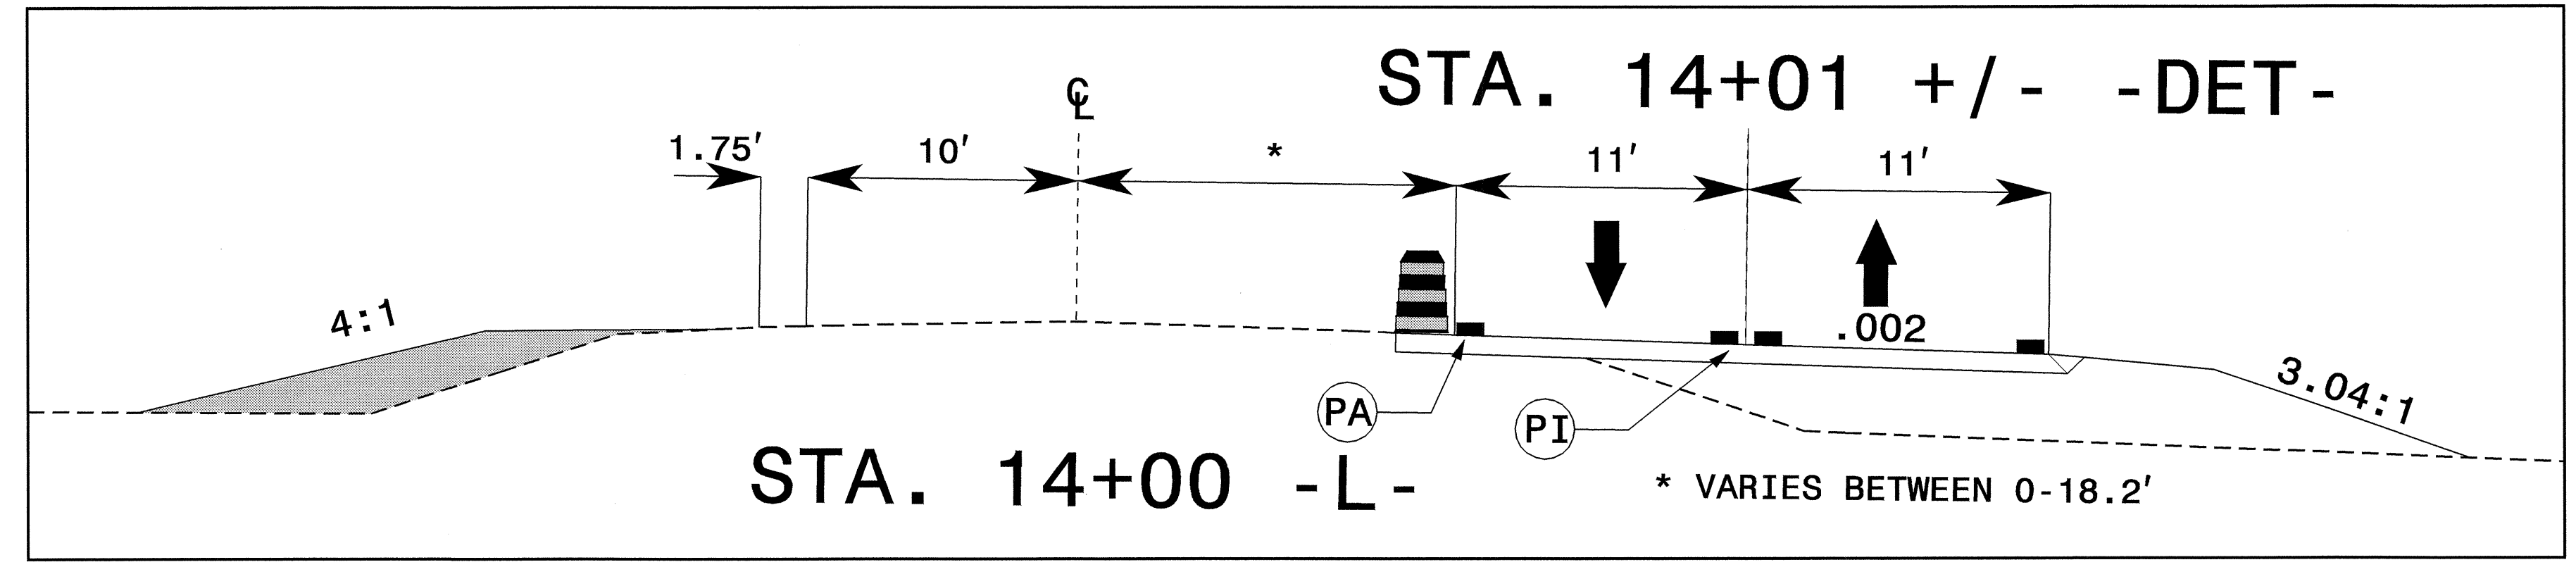 STA. 14+01 +/- -DET-
℄
1.75' 10' * 11' 11'
4:1
.002
3.04:1
PA
PI
STA. 14+00 -L-
* VARIES BETWEEN 0-18.2'